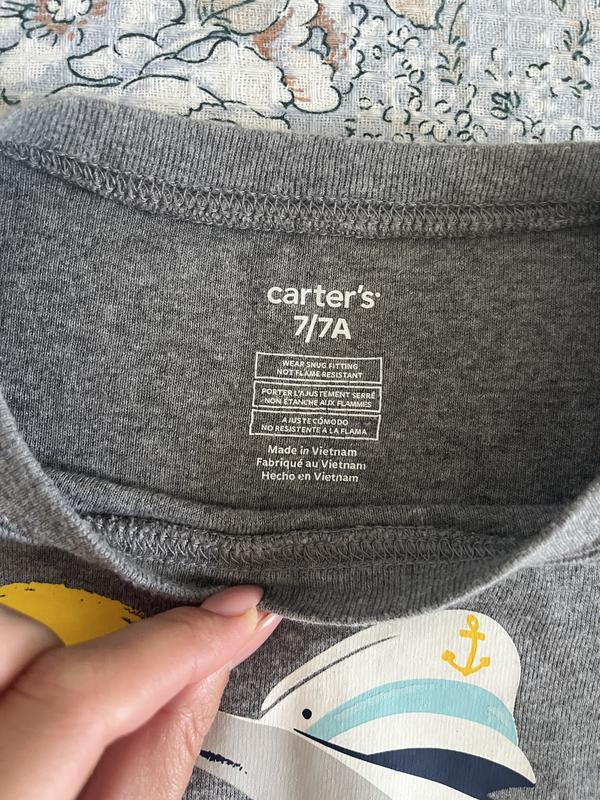 carter's
7/7A
WEAR SNUG FITTING
NOT FLAME RESISTANT
PORTER L'AJUSTEMENT SERRÉ
NON ÉTANCHE AUX FLAMMES
AJUSTE CÓMODO
NO RESISTENTE A LA FLAMA
Made in Vietnam
Fabriqué au Vietnam
Hecho en Vietnam